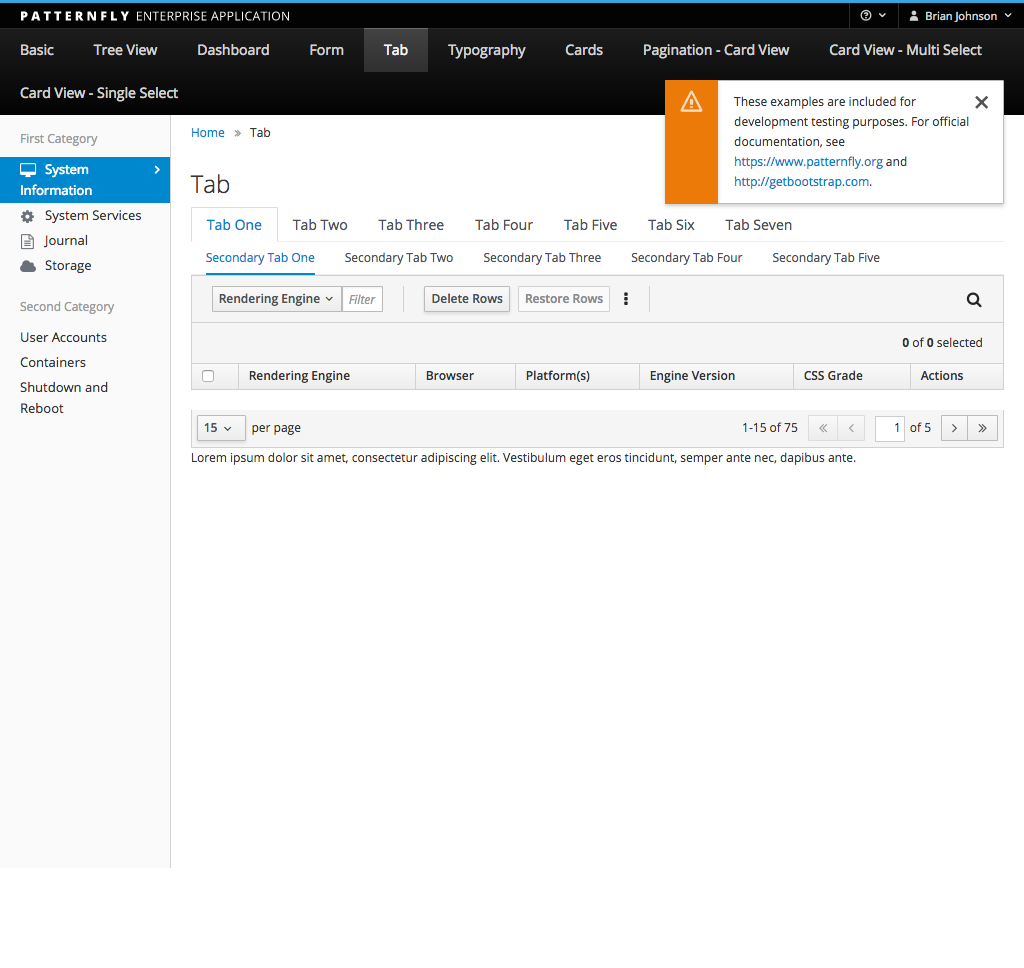 PATTERNFLY ENTERPRISE APPLICATION
Brian Johnson
Basic Tree View Dashboard Form Tab Typography Cards Pagination - Card View Card View - Multi Select
Card View - Single Select
These examples are included for
development testing purposes. For official
documentation, see
https://www.patternfly.org and
http://getbootstrap.com.
First Category
System
Information
System Services
Journal
Storage
Second Category
User Accounts
Containers
Shutdown and
Reboot
Home » Tab
Tab
Tab One Tab Two Tab Three Tab Four Tab Five Tab Six Tab Seven
Secondary Tab One Secondary Tab Two Secondary Tab Three Secondary Tab Four Secondary Tab Five
Rendering Engine Filter Delete Rows Restore Rows
0 of 0 selected
Rendering Engine Browser Platform(s) Engine Version CSS Grade Actions
15 per page 1-15 of 75 1 of 5
Lorem ipsum dolor sit amet, consectetur adipiscing elit. Vestibulum eget eros tincidunt, semper ante nec, dapibus ante.